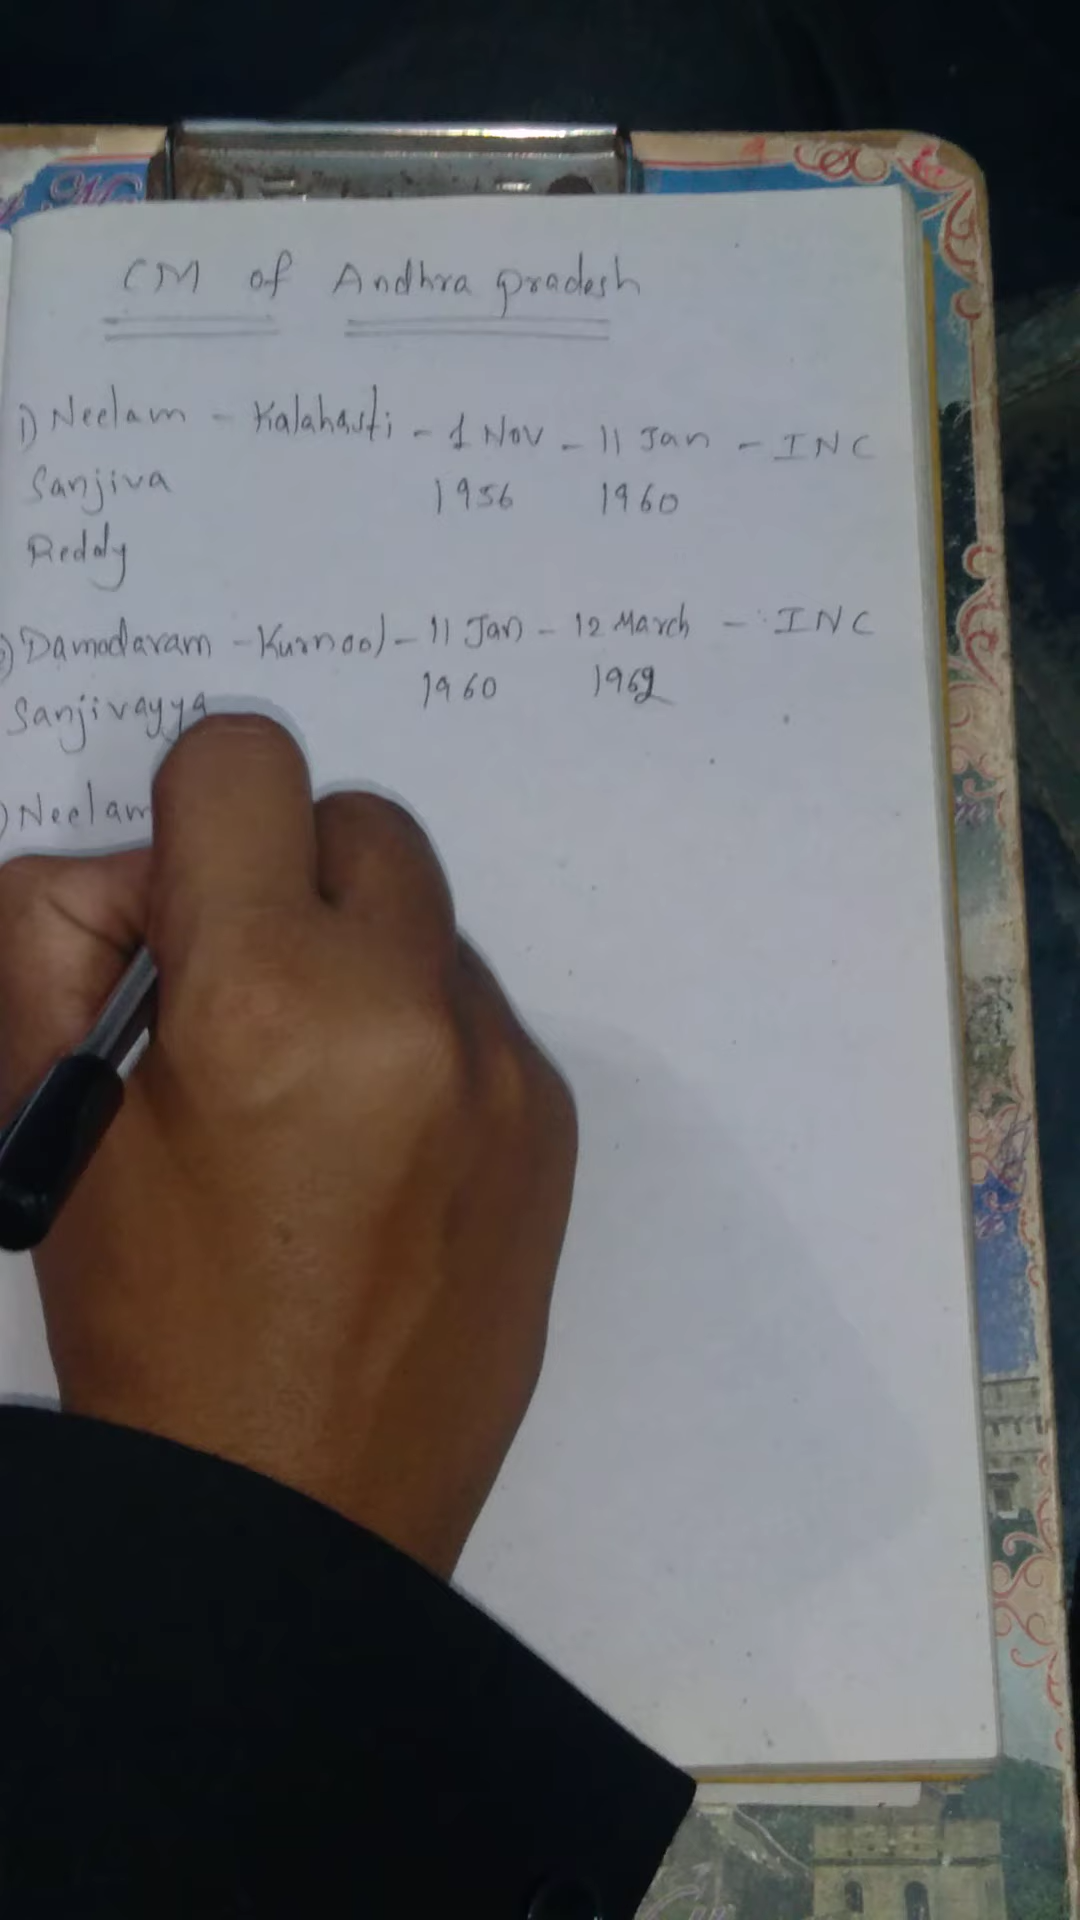 CM of Andhra pradesh
1) Neelam - Kalahasti - 1 Nov - 11 Jan - INC
Sanjiva 1956 1960
Reddy
Damodaram - Kurnool - 11 Jan - 12 March - INC
Sanjivayya 1960 1962
Neelam